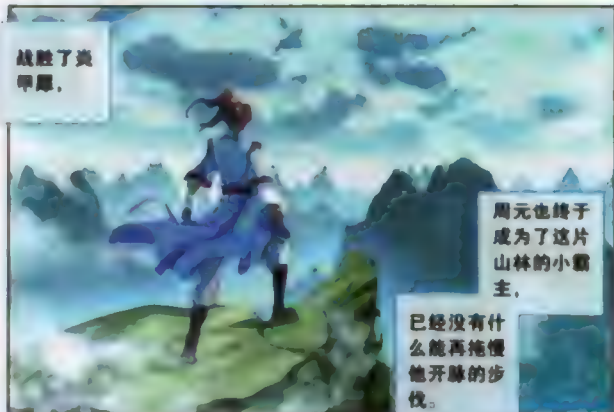 战胜了炎
甲犀，
周元也终于
成为了这片
山林的小霸
主，
已经没有什
么能再拖慢
他开脉的步
伐。